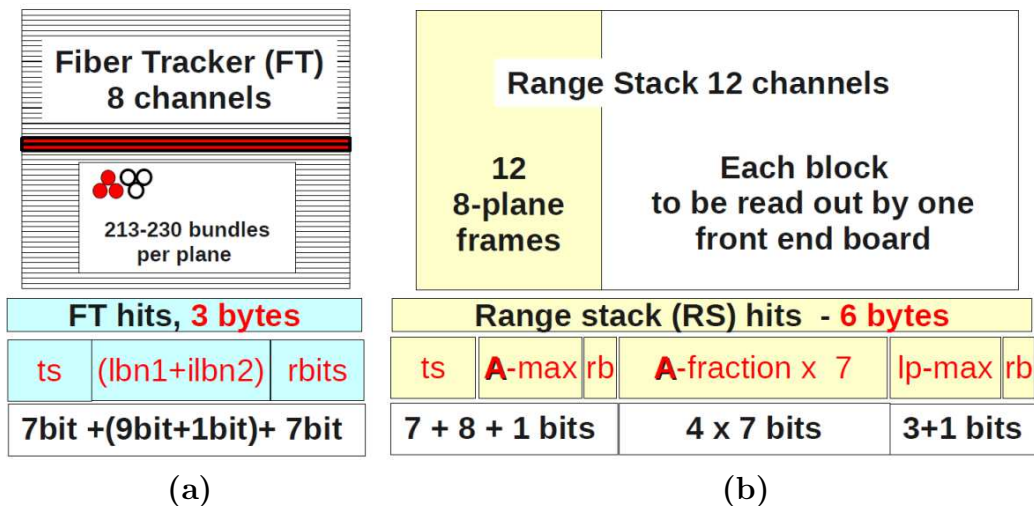 Fiber Tracker (FT)
8 channels
213-230 bundles
per plane
FT hits, 3 bytes
ts (lbn1+ilbn2) rbits
7bit +(9bit+1bit)+ 7bit
(a)
Range Stack 12 channels
12
8-plane
frames
Each block
to be read out by one
front end board
Range stack (RS) hits - 6 bytes
ts A-max rb A-fraction x 7 lp-max rb
7 + 8 + 1 bits 4 x 7 bits 3+1 bits
(b)